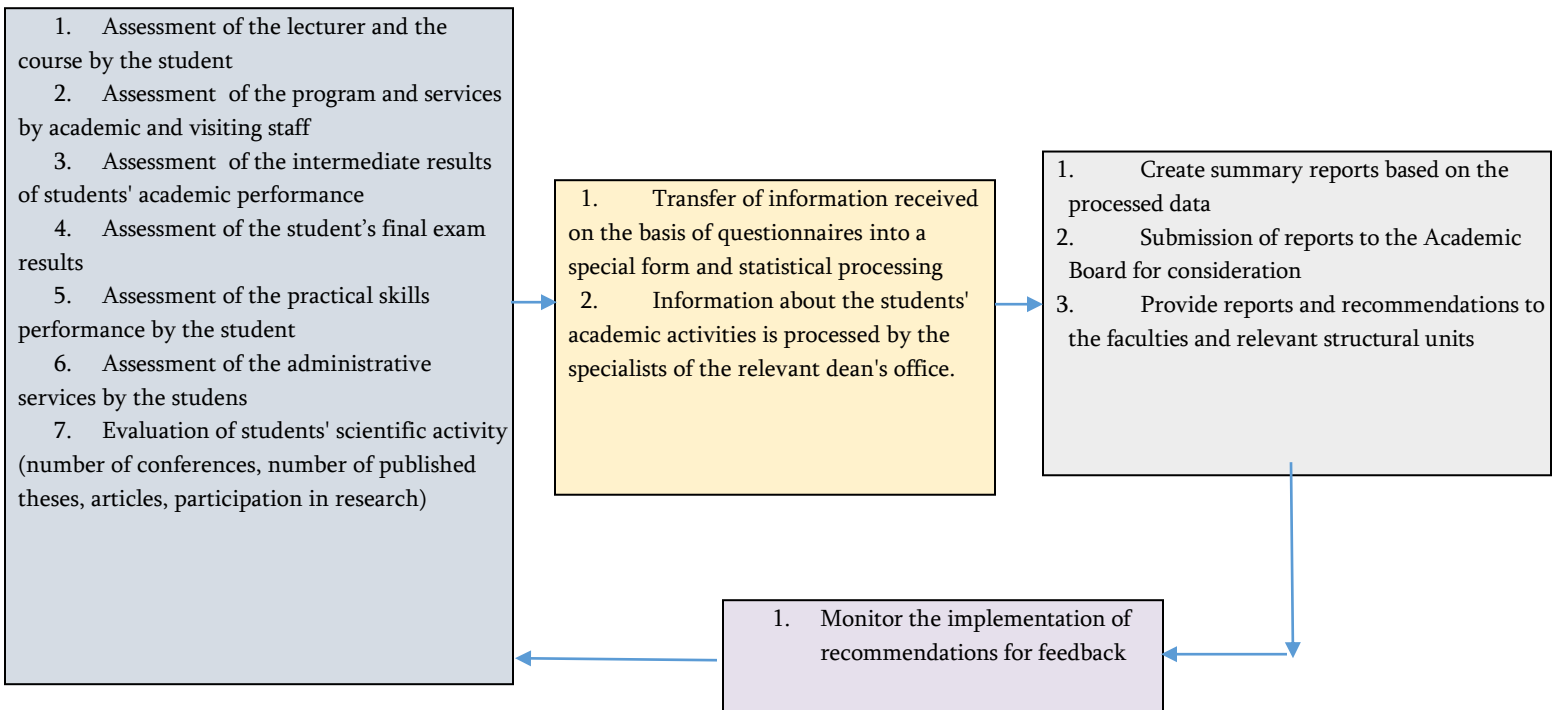 1. Assessment of the lecturer and the
course by the student
2. Assessment of the program and services
by academic and visiting staff
3. Assessment of the intermediate results
of students' academic performance
4. Assessment of the student’s final exam
results
5. Assessment of the practical skills
performance by the student
6. Assessment of the administrative
services by the studens
7. Evaluation of students' scientific activity
(number of conferences, number of published
theses, articles, participation in research)
1. Transfer of information received
on the basis of questionnaires into a
special form and statistical processing
2. Information about the students'
academic activities is processed by the
specialists of the relevant dean's office.
1. Create summary reports based on the
processed data
2. Submission of reports to the Academic
Board for consideration
3. Provide reports and recommendations to
the faculties and relevant structural units
1. Monitor the implementation of
recommendations for feedback